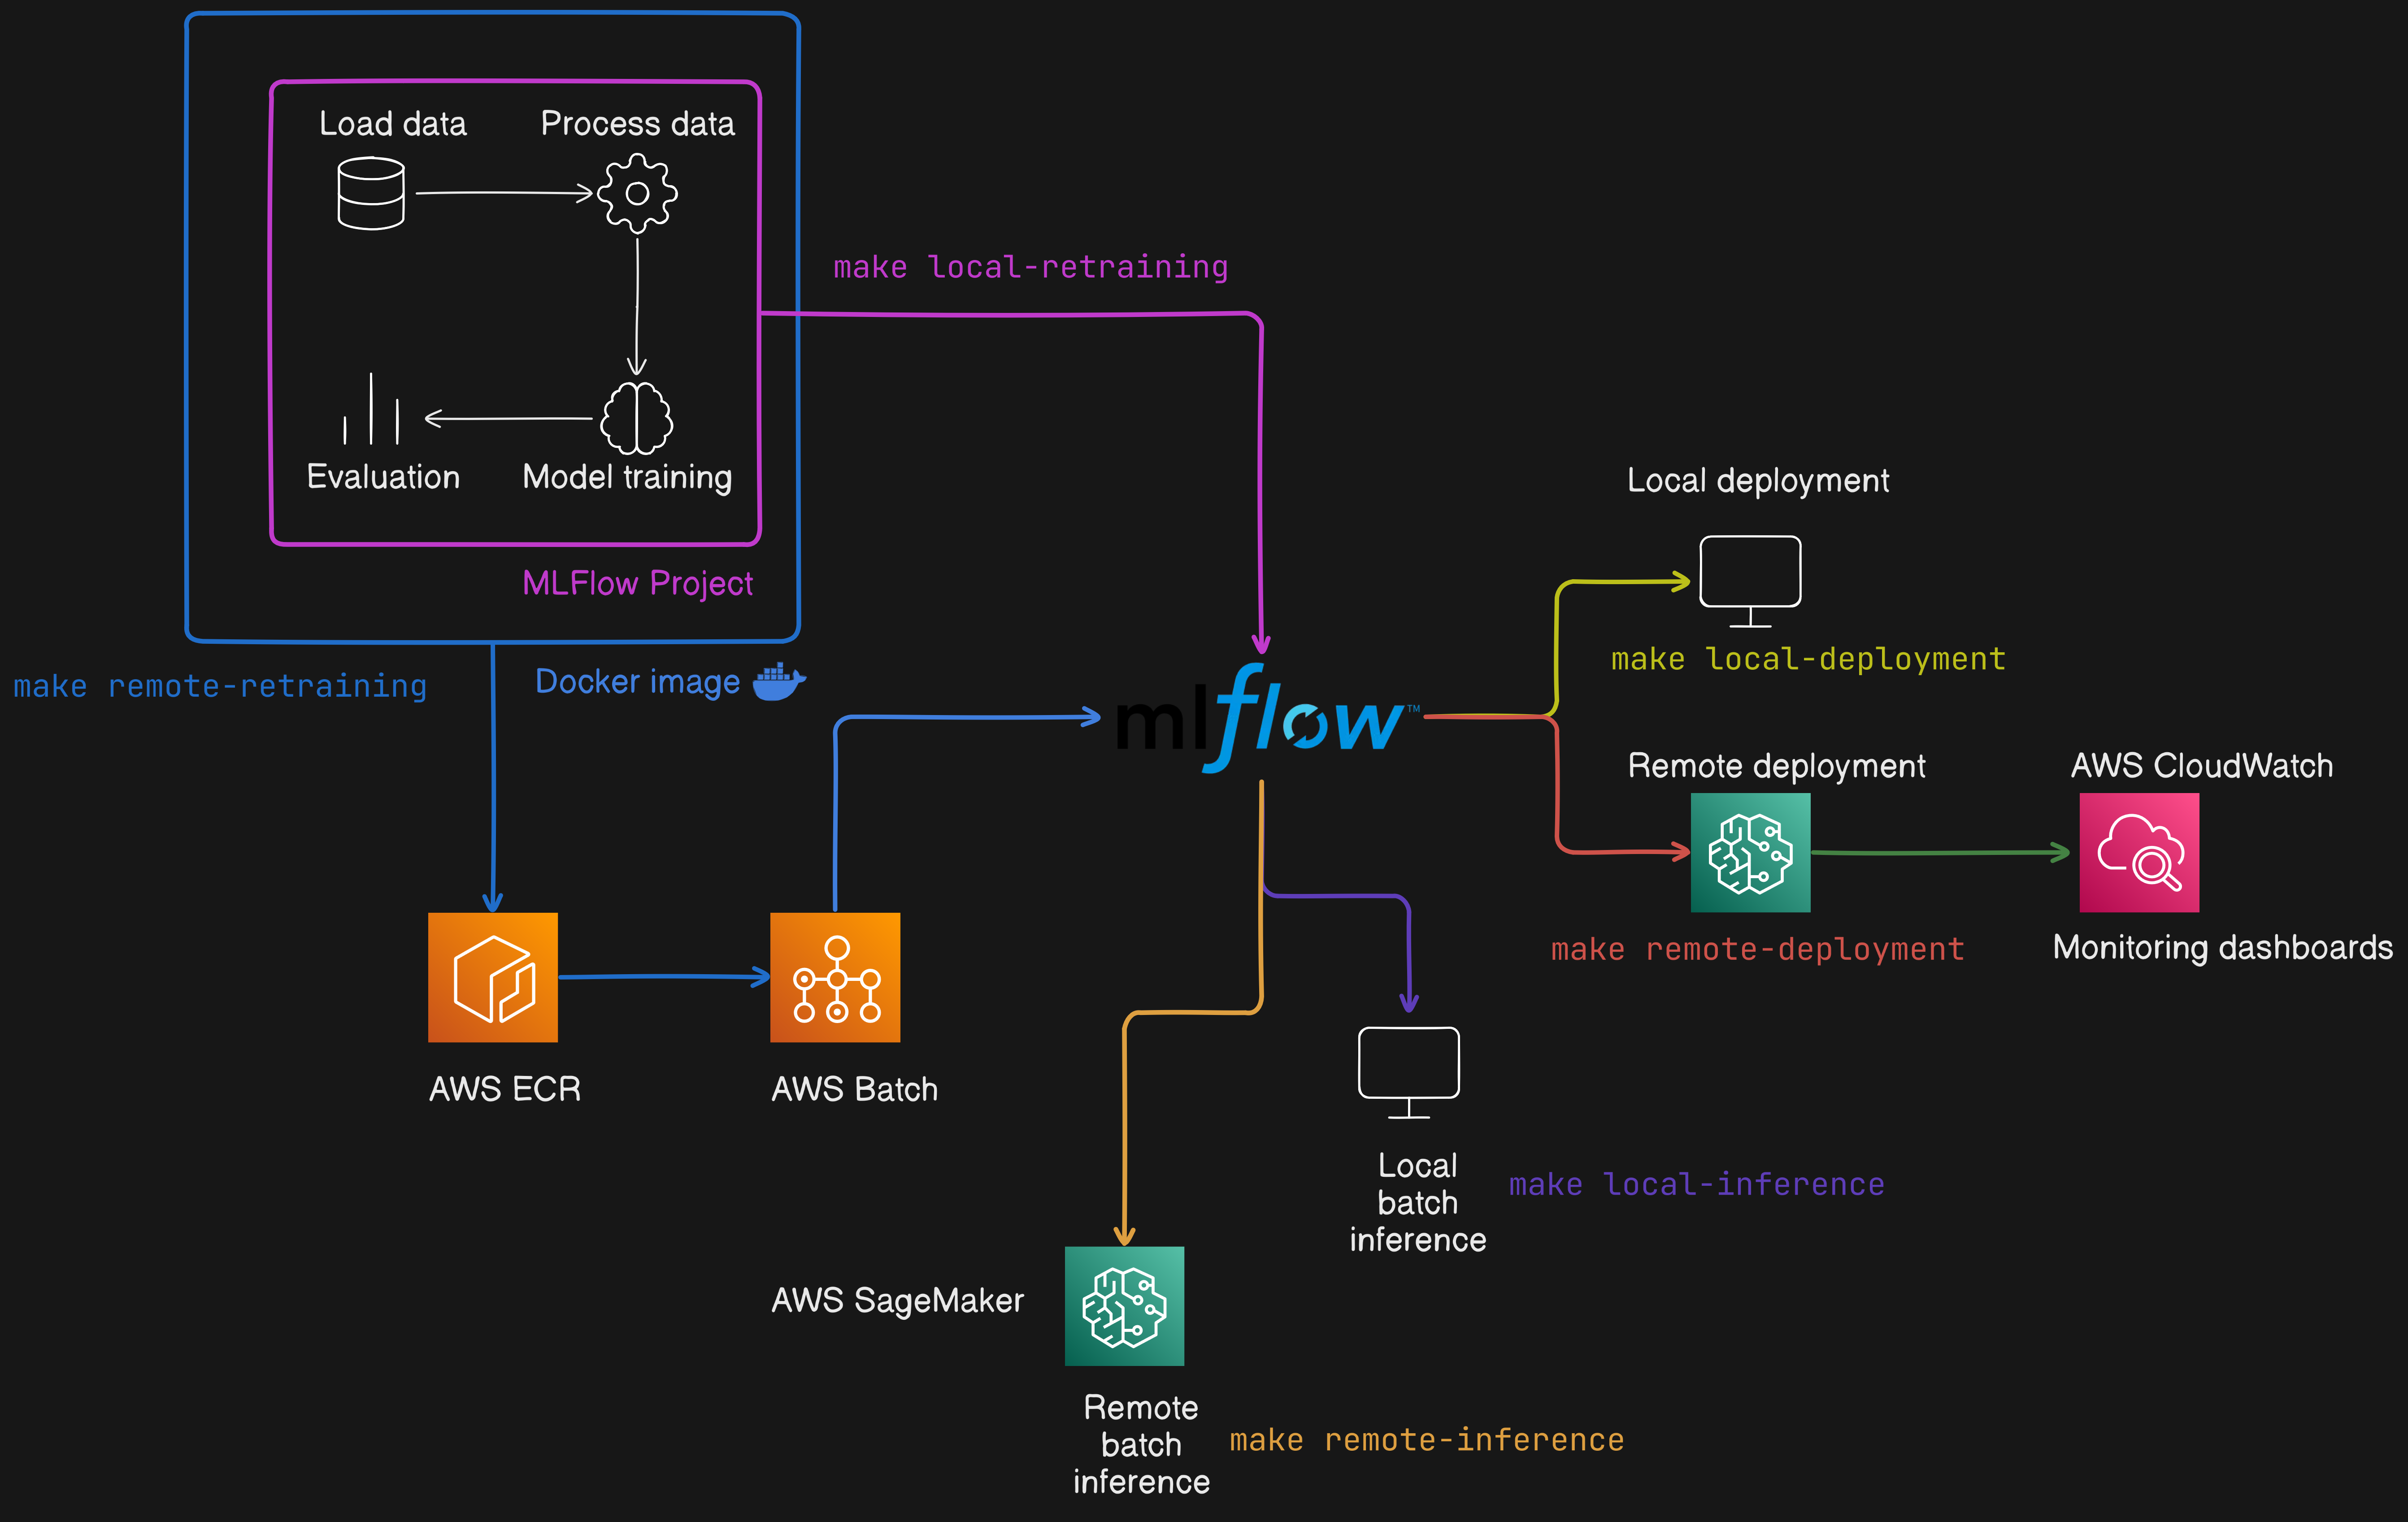 Load data
Process data
Evaluation
Model training
MLFlow Project
make local-retraining
make remote-retraining
Docker image
mlflow™
Local deployment
make local-deployment
Remote deployment
make remote-deployment
AWS CloudWatch
Monitoring dashboards
AWS ECR
AWS Batch
Local
batch
inference
make local-inference
AWS SageMaker
Remote
batch
inference
make remote-inference